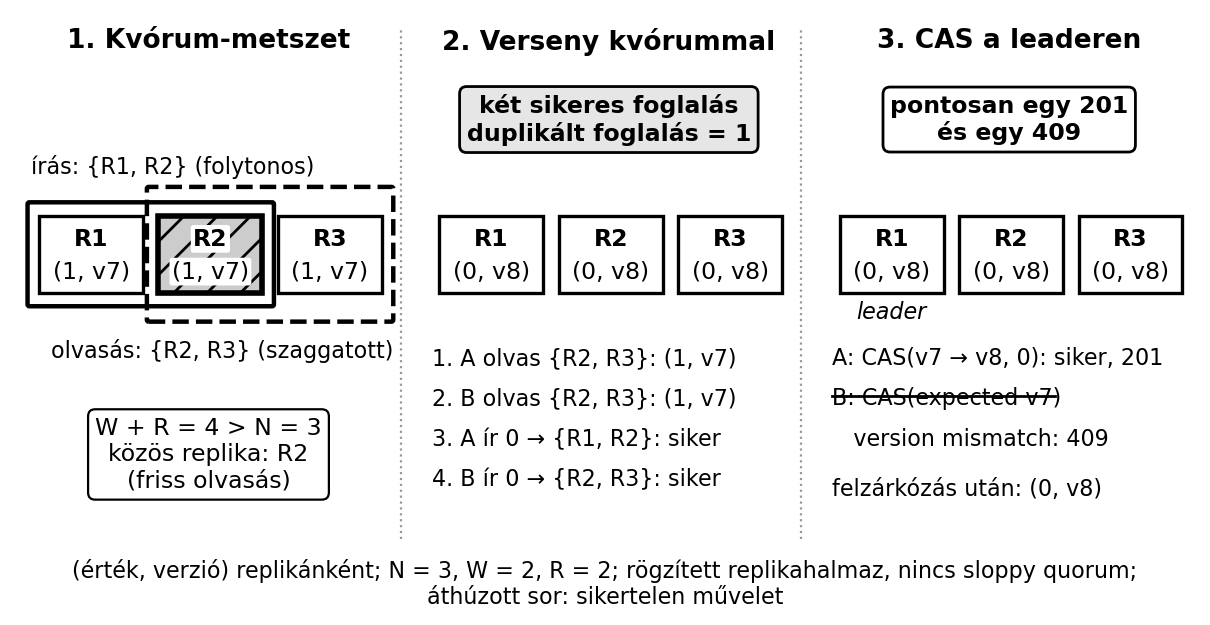 1. Kvórum-metszet
írás: {R1, R2} (folytonos)
R1
(1, v7)
R2
(1, v7)
R3
(1, v7)
olvasás: {R2, R3} (szaggatott)
W + R = 4 > N = 3
közös replika: R2
(friss olvasás)
2. Verseny kvórummal
két sikeres foglalás
duplikált foglalás = 1
R1
(0, v8)
R2
(0, v8)
R3
(0, v8)
1. A olvas {R2, R3}: (1, v7)
2. B olvas {R2, R3}: (1, v7)
3. A ír 0 → {R1, R2}: siker
4. B ír 0 → {R2, R3}: siker
3. CAS a leaderen
pontosan egy 201
és egy 409
R1
(0, v8)
R2
(0, v8)
R3
(0, v8)
leader
A: CAS(v7 → v8, 0): siker, 201
B: CAS(expected v7)
version mismatch: 409
felzárkózás után: (0, v8)
(érték, verzió) replikánként; N = 3, W = 2, R = 2; rögzített replikahalmaz, nincs sloppy quorum;
áthúzott sor: sikertelen művelet